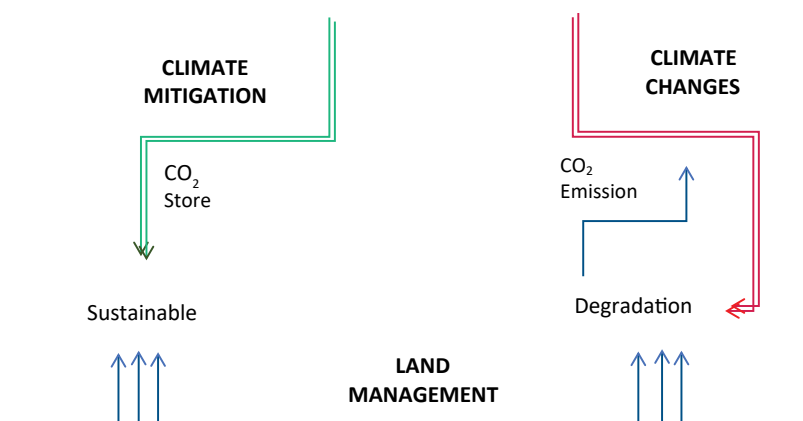 CLIMATE
MITIGATION
CLIMATE
CHANGES
CO₂
Store
CO₂
Emission
Sustainable
Degradation
LAND
MANAGEMENT